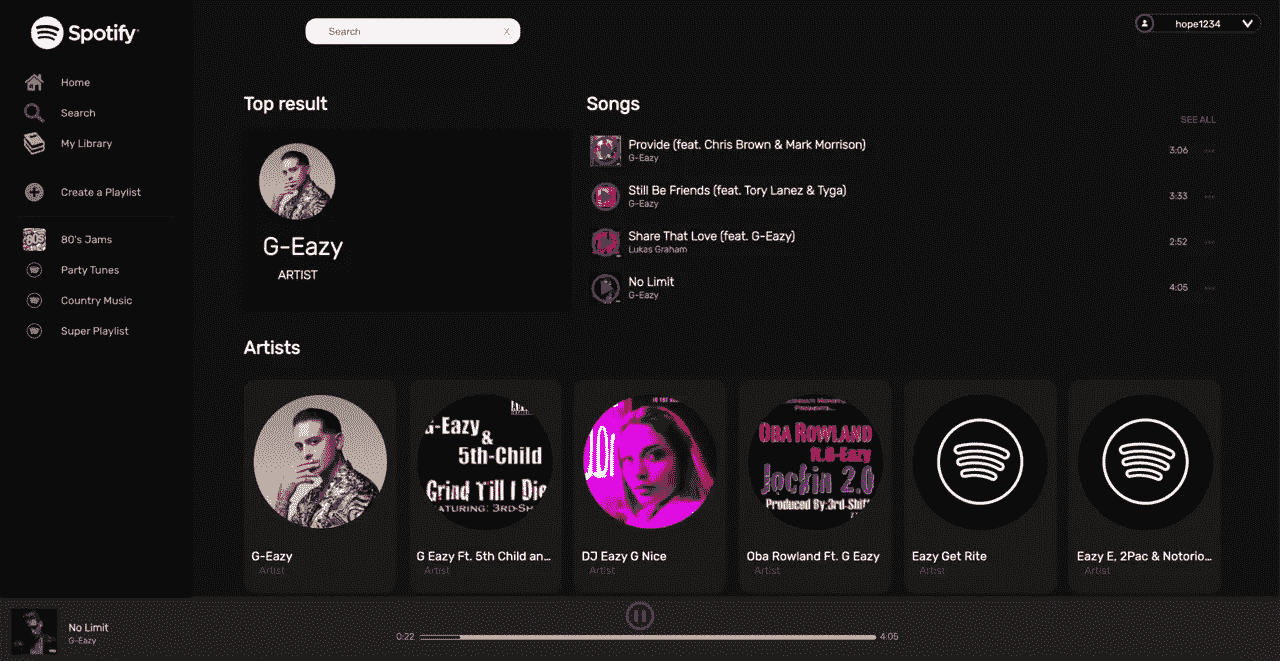 Spotify
Home
Search
My Library
Create a Playlist
80's Jams
Party Tunes
Country Music
Super Playlist
Search X
hope1234
Top result
G-Eazy
ARTIST
Songs
SEE ALL
Provide (feat. Chris Brown & Mark Morrison)
G-Eazy
3:06
Still Be Friends (feat. Tory Lanez & Tyga)
G-Eazy
3:33
Share That Love (feat. G-Eazy)
Lukas Graham
2:52
No Limit
G-Eazy
4:05
Artists
G-Eazy
Artist
G-Eazy
&
5th-Child
Grind Till I Die
G Eazy Ft. 5th Child an...
Artist
DJ Eazy G Nice
Artist
Oba Rowland
ft.G-Eazy
Jockin 2.0
Produced By:3rd-Shift
Oba Rowland Ft. G Eazy
Artist
Eazy Get Rite
Artist
Eazy E, 2Pac & Notorio...
Artist
No Limit
G-Eazy
0:22
4:05